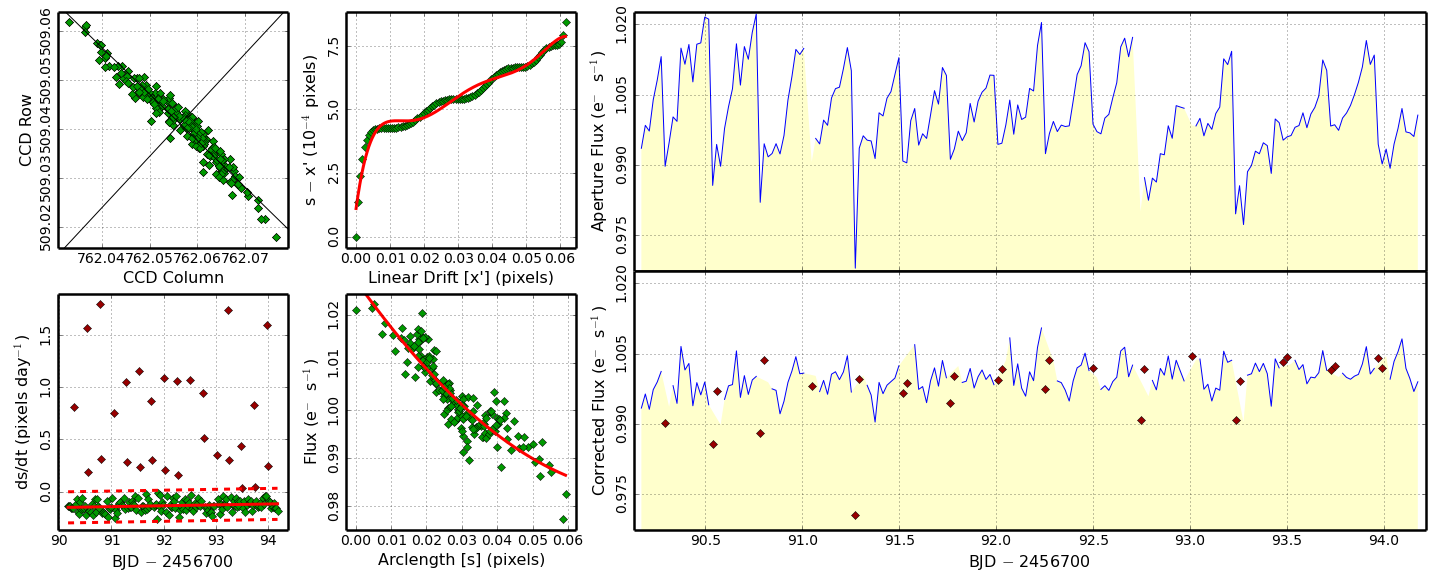 509.06
509.05
509.04
509.03
509.02
CCD Row
762.04 762.05 762.06 762.07
CCD Column
7.5
5.0
2.5
0.0
s − x' (10⁻⁴ pixels)
0.00 0.01 0.02 0.03 0.04 0.05 0.06
Linear Drift [x'] (pixels)
1.020
1.005
0.990
0.975
Aperture Flux (e⁻ s⁻¹)
1.5
1.0
0.5
0.0
ds/dt (pixels day⁻¹)
90 91 92 93 94
BJD − 2456700
1.02
1.01
1.00
0.99
0.98
Flux (e⁻ s⁻¹)
0.00 0.01 0.02 0.03 0.04 0.05 0.06
Arclength [s] (pixels)
1.020
1.005
0.990
0.975
Corrected Flux (e⁻ s⁻¹)
90.5 91.0 91.5 92.0 92.5 93.0 93.5 94.0
BJD − 2456700